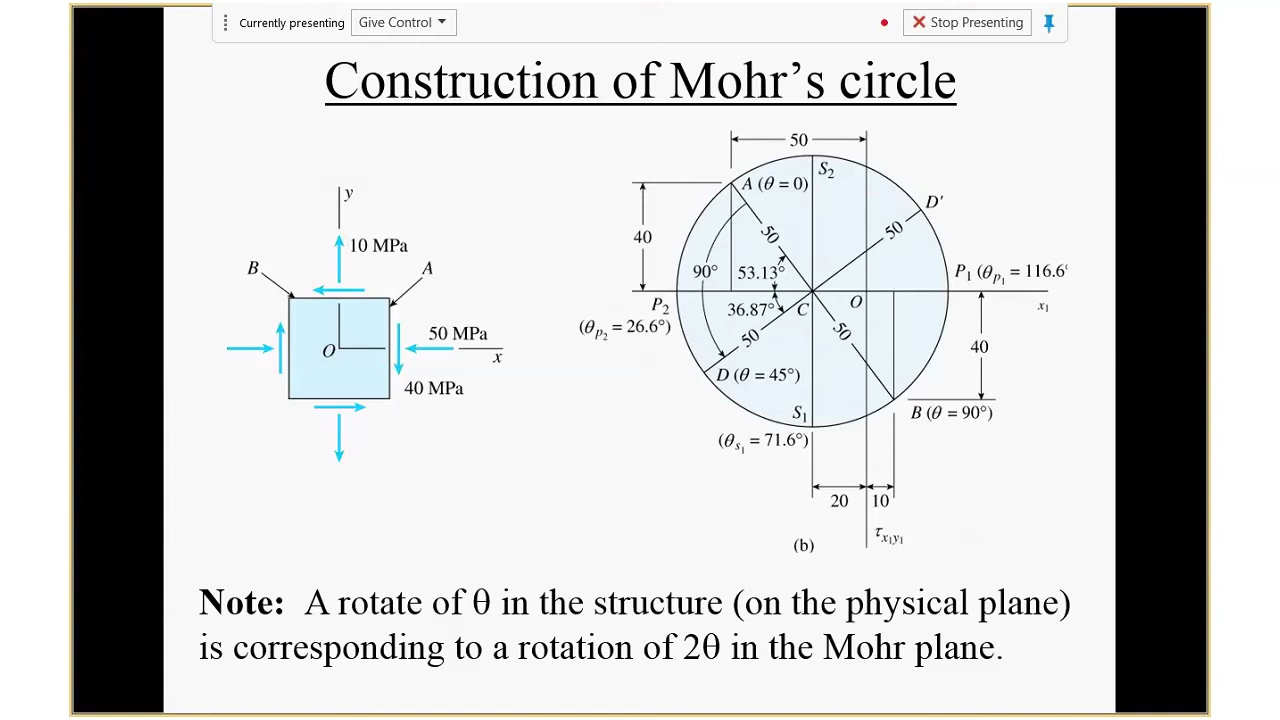 Currently presenting Give Control Stop Presenting
Construction of Mohr's circle
y
10 MPa
B
A
50 MPa
O
x
40 MPa
50
S₂
A (θ = 0)
D'
40
50
50
90°
53.13°
P₁ (θₚ₁ = 116.6°
P₂
36.87°
C
O
x₁
(θₚ₂ = 26.6°)
50
50
40
D (θ = 45°)
S₁
B (θ = 90°)
(θₛ₁ = 71.6°)
20
10
(b)
τx₁y₁
Note: A rotate of θ in the structure (on the physical plane)
is corresponding to a rotation of 2θ in the Mohr plane.